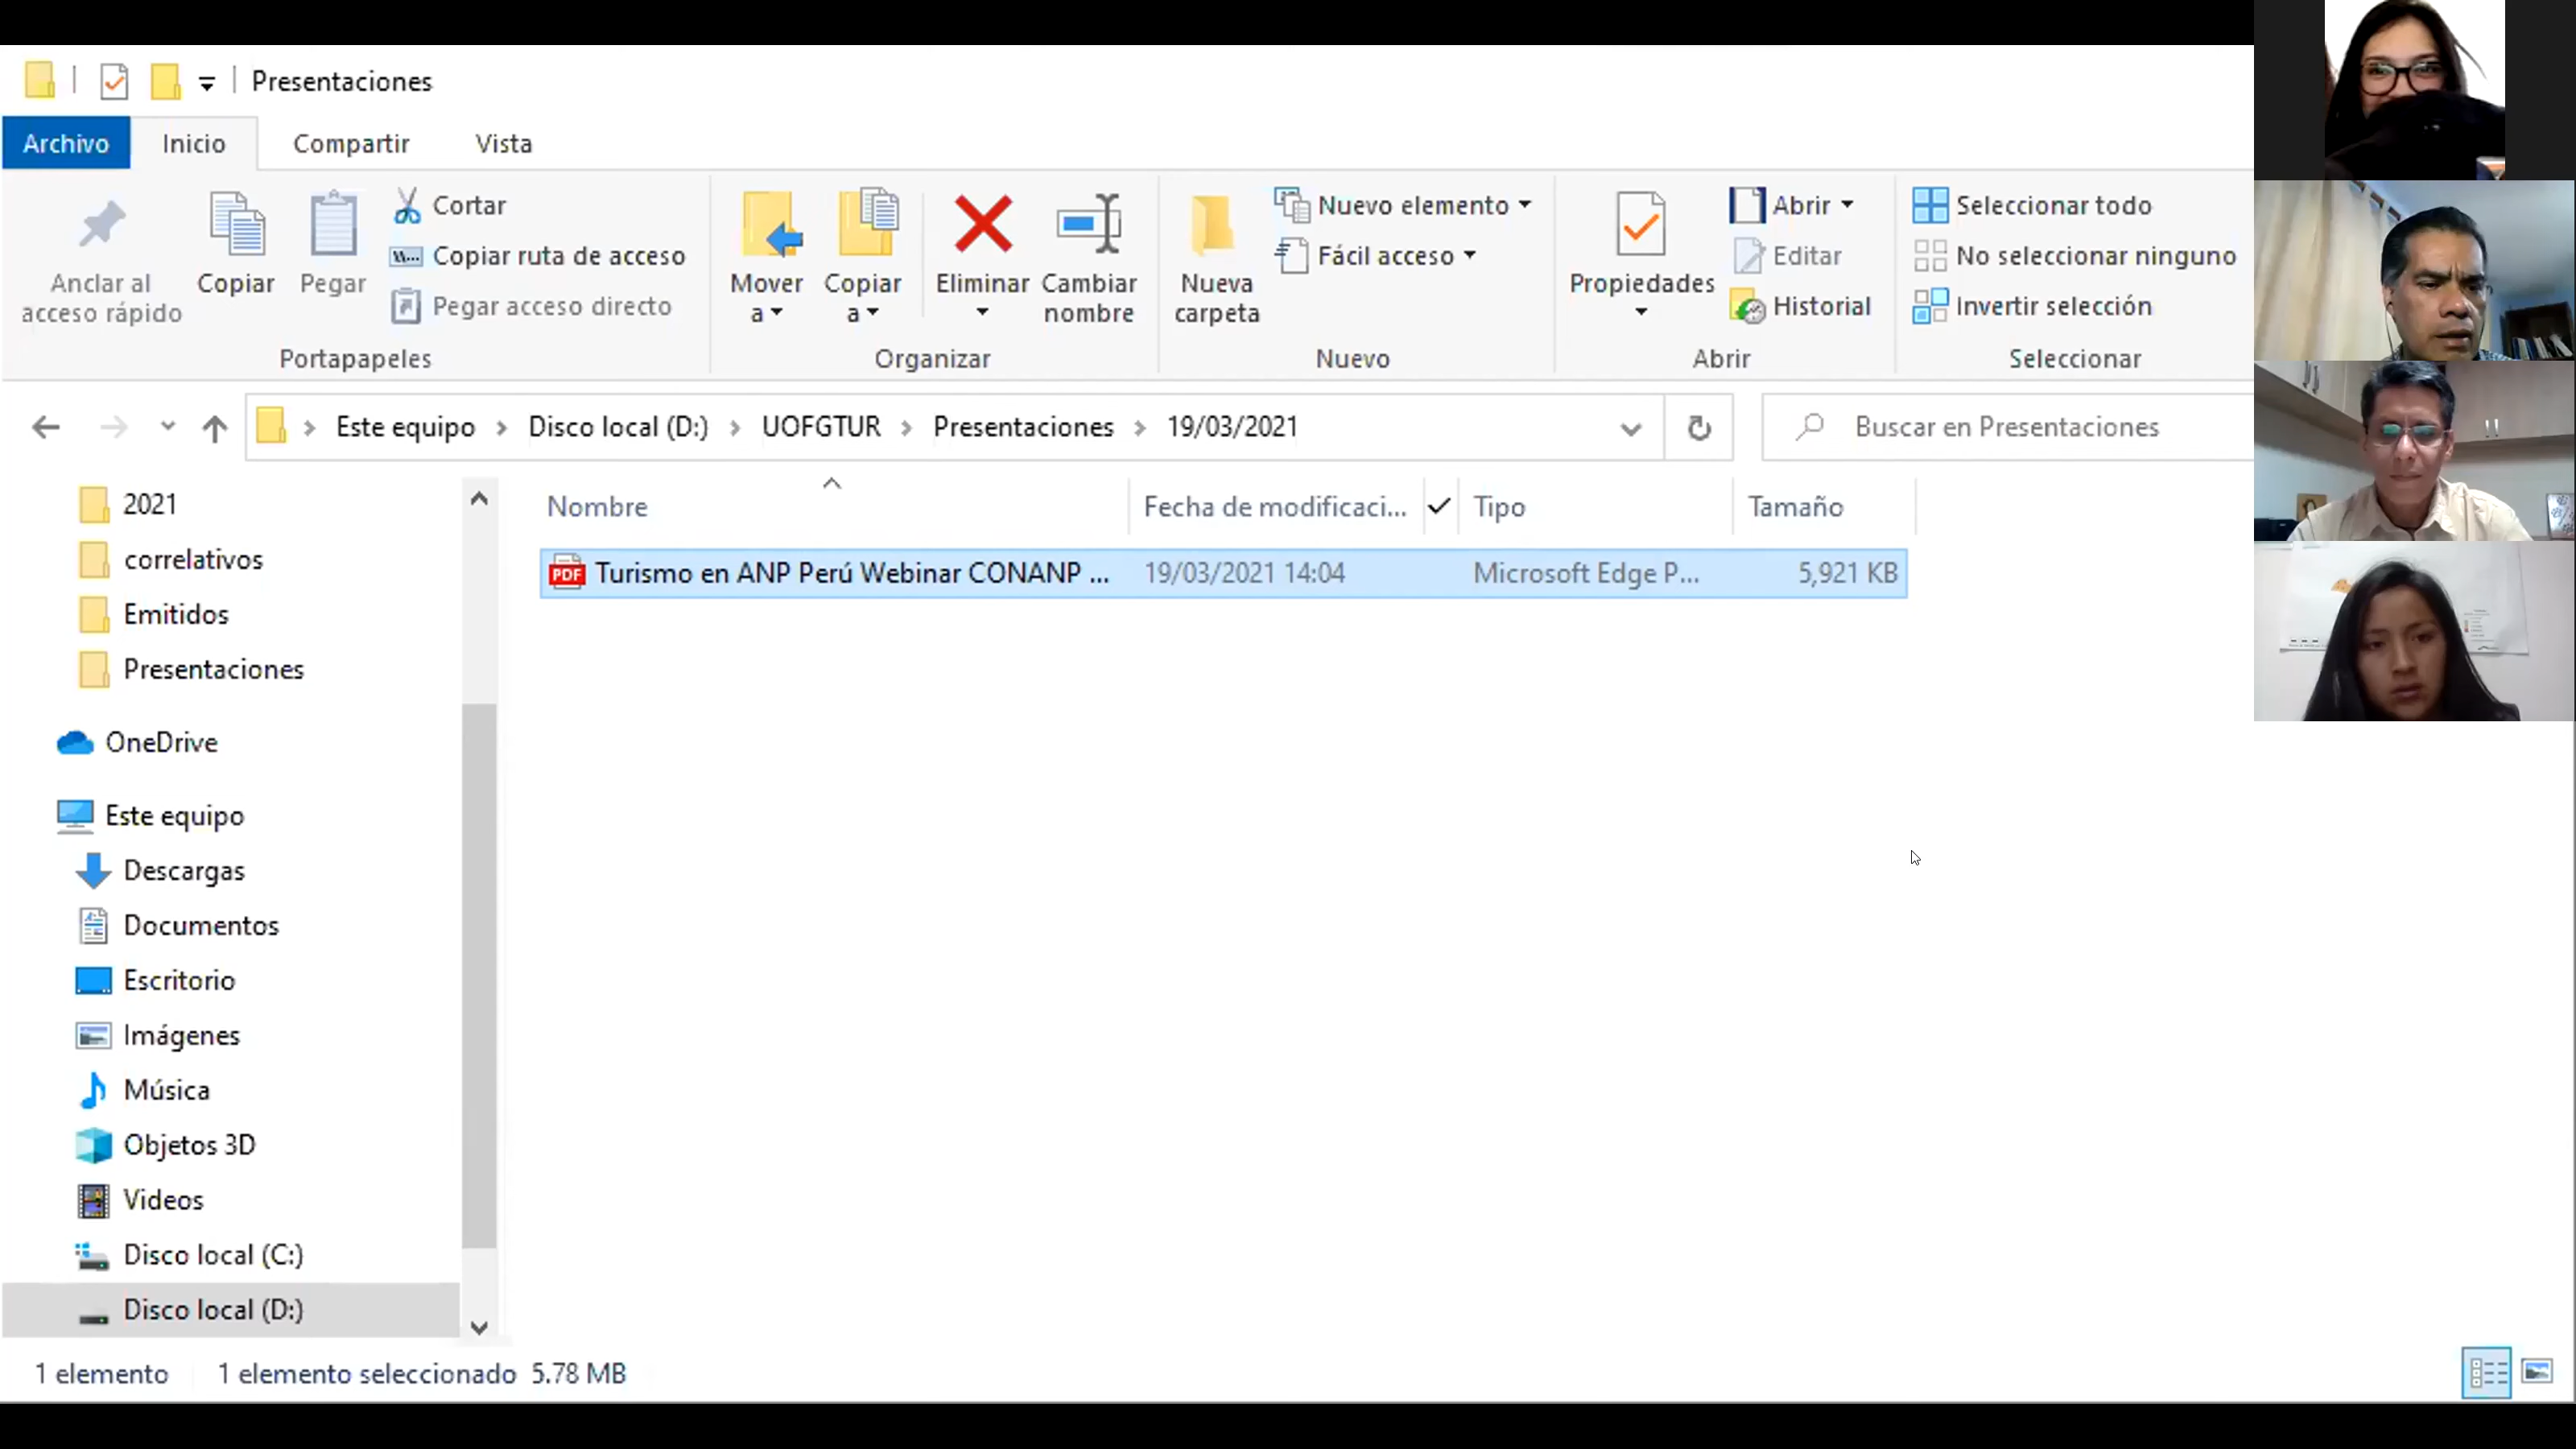 Presentaciones
Archivo Inicio Compartir Vista
Anclar al acceso rápido
Copiar
Pegar
Cortar
Copiar ruta de acceso
Pegar acceso directo
Portapapeles
Mover a
Copiar a
Eliminar
Cambiar nombre
Organizar
Nueva carpeta
Nuevo elemento
Fácil acceso
Nuevo
Propiedades
Abrir
Editar
Historial
Abrir
Seleccionar todo
No seleccionar ninguno
Invertir selección
Seleccionar
Este equipo Disco local (D:) UOFGTUR Presentaciones 19/03/2021
Buscar en Presentaciones
2021
correlativos
Emitidos
Presentaciones
OneDrive
Este equipo
Descargas
Documentos
Escritorio
Imágenes
Música
Objetos 3D
Videos
Disco local (C:)
Disco local (D:)
Nombre Fecha de modificaci... Tipo Tamaño
PDF Turismo en ANP Perú Webinar CONANP ... 19/03/2021 14:04 Microsoft Edge P... 5,921 KB
1 elemento 1 elemento seleccionado 5.78 MB